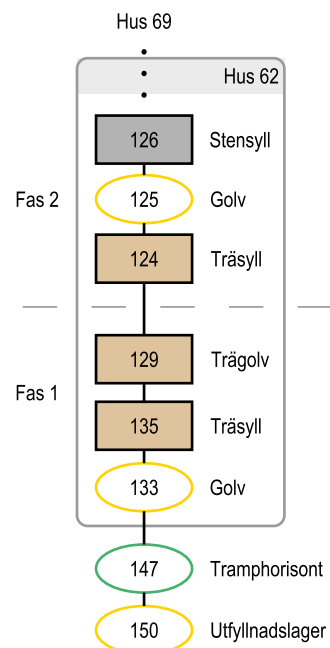 Hus 69
Hus 62
126 Stensyll
Fas 2 125 Golv
124 Träsyll
129 Trägolv
Fas 1
135 Träsyll
133 Golv
147 Tramphorisont
150 Utfyllnadslager